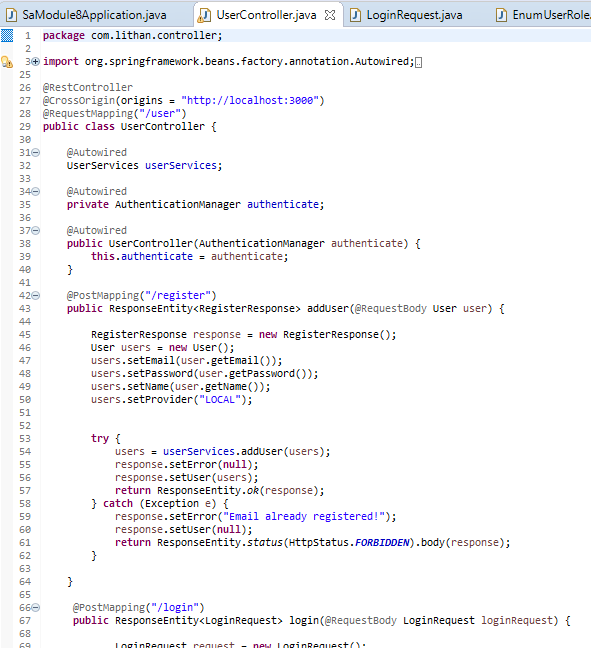 SaModule8Application.java UserController.java LoginRequest.java EnumUserRole.
1 package com.lithan.controller;
2
3 import org.springframework.beans.factory.annotation.Autowired;
25
26 @RestController
27 @CrossOrigin(origins = "http://localhost:3000")
28 @RequestMapping("/user")
29 public class UserController {
30
31 @Autowired
32 UserServices userServices;
33
34 @Autowired
35 private AuthenticationManager authenticate;
36
37 @Autowired
38 public UserController(AuthenticationManager authenticate) {
39 this.authenticate = authenticate;
40 }
41
42 @PostMapping("/register")
43 public ResponseEntity<RegisterResponse> addUser(@RequestBody User user) {
44
45 RegisterResponse response = new RegisterResponse();
46 User users = new User();
47 users.setEmail(user.getEmail());
48 users.setPassword(user.getPassword());
49 users.setName(user.getName());
50 users.setProvider("LOCAL");
51
52
53 try {
54 users = userServices.addUser(users);
55 response.setError(null);
56 response.setUser(users);
57 return ResponseEntity.ok(response);
58 } catch (Exception e) {
59 response.setError("Email already registered!");
60 response.setUser(null);
61 return ResponseEntity.status(HttpStatus.FORBIDDEN).body(response);
62 }
63
64 }
65
66 @PostMapping("/login")
67 public ResponseEntity<LoginRequest> login(@RequestBody LoginRequest loginRequest) {
68
69 LoginRequest request = new LoginRequest();